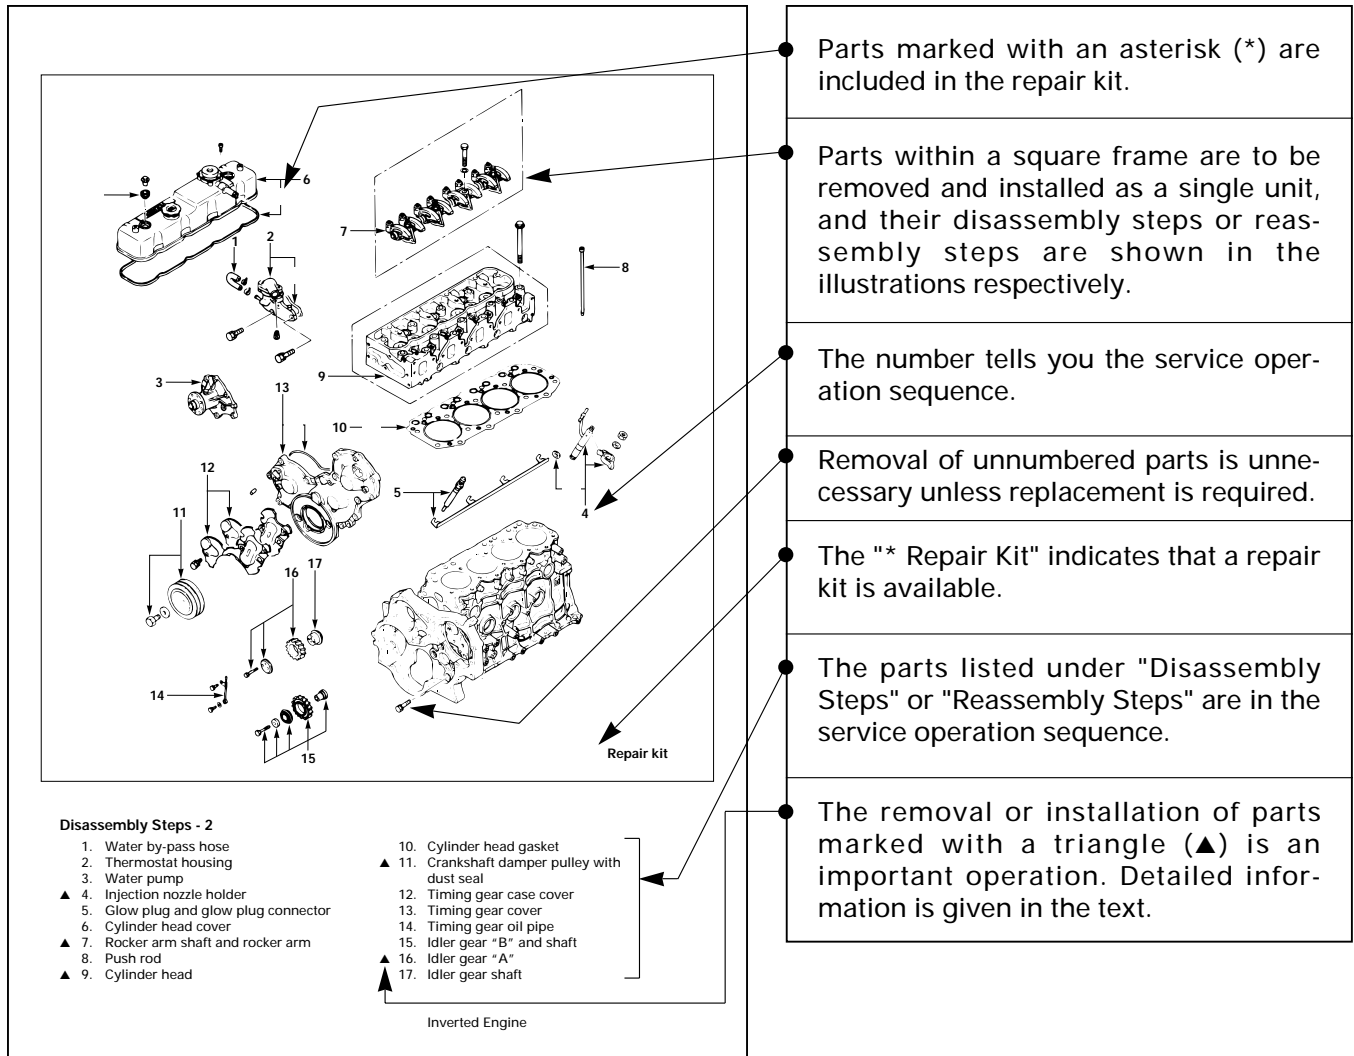 Parts marked with an asterisk (*) are
included in the repair kit.
Parts within a square frame are to be
removed and installed as a single unit,
and their disassembly steps or reas-
sembly steps are shown in the
illustrations respectively.
The number tells you the service oper-
ation sequence.
Removal of unnumbered parts is unne-
cessary unless replacement is required.
The "* Repair Kit" indicates that a repair
kit is available.
The parts listed under "Disassembly
Steps" or "Reassembly Steps" are in the
service operation sequence.
The removal or installation of parts
marked with a triangle (▲) is an
important operation. Detailed infor-
mation is given in the text.
6
7
1
2
8
9
3
13
10
12
5
4
11
16
17
14
15
Repair kit
Disassembly Steps - 2
1. Water by-pass hose
2. Thermostat housing
3. Water pump
▲ 4. Injection nozzle holder
5. Glow plug and glow plug connector
6. Cylinder head cover
▲ 7. Rocker arm shaft and rocker arm
8. Push rod
▲ 9. Cylinder head
10. Cylinder head gasket
▲ 11. Crankshaft damper pulley with
dust seal
12. Timing gear case cover
13. Timing gear cover
14. Timing gear oil pipe
15. Idler gear “B” and shaft
▲ 16. Idler gear “A”
17. Idler gear shaft
Inverted Engine